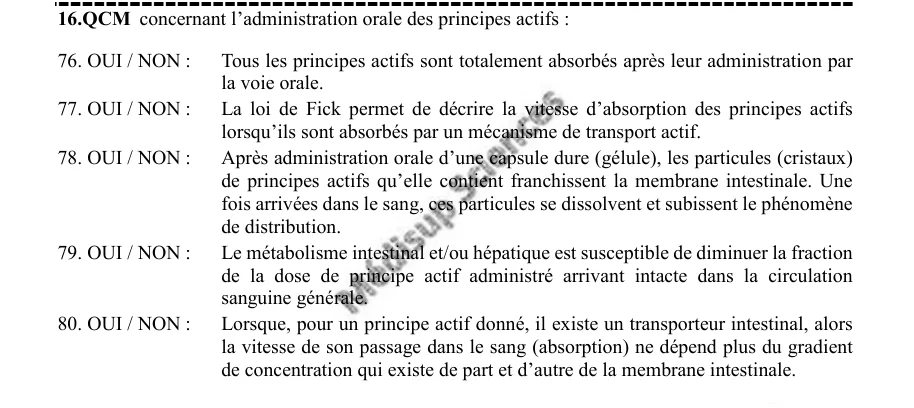 16.QCM concernant l'administration orale des principes actifs :
76. OUI / NON : Tous les principes actifs sont totalement absorbés après leur administration par
la voie orale.
77. OUI / NON : La loi de Fick permet de décrire la vitesse d'absorption des principes actifs
lorsqu'ils sont absorbés par un mécanisme de transport actif.
78. OUI / NON : Après administration orale d'une capsule dure (gélule), les particules (cristaux)
de principes actifs qu'elle contient franchissent la membrane intestinale. Une
fois arrivées dans le sang, ces particules se dissolvent et subissent le phénomène
de distribution.
79. OUI / NON : Le métabolisme intestinal et/ou hépatique est susceptible de diminuer la fraction
de la dose de principe actif administré arrivant intacte dans la circulation
sanguine générale.
80. OUI / NON : Lorsque, pour un principe actif donné, il existe un transporteur intestinal, alors
la vitesse de son passage dans le sang (absorption) ne dépend plus du gradient
de concentration qui existe de part et d'autre de la membrane intestinale.
Médisup Sciences